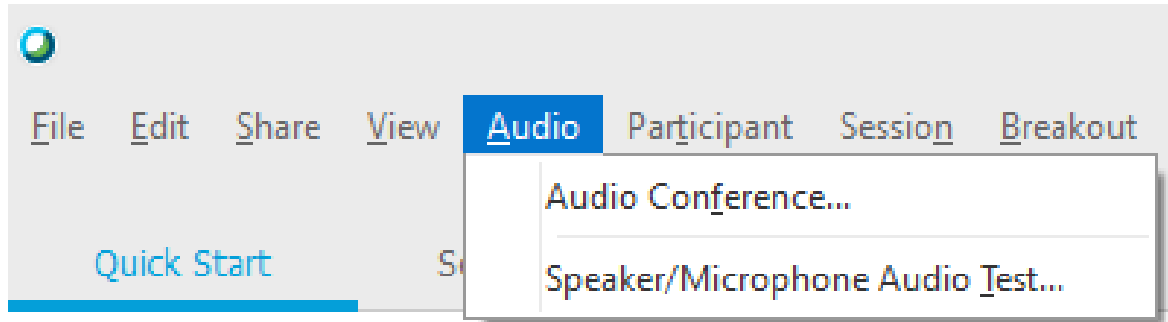 File Edit Share View Audio Participant Session Breakout
Audio Conference...
Quick Start
Speaker/Microphone Audio Test...